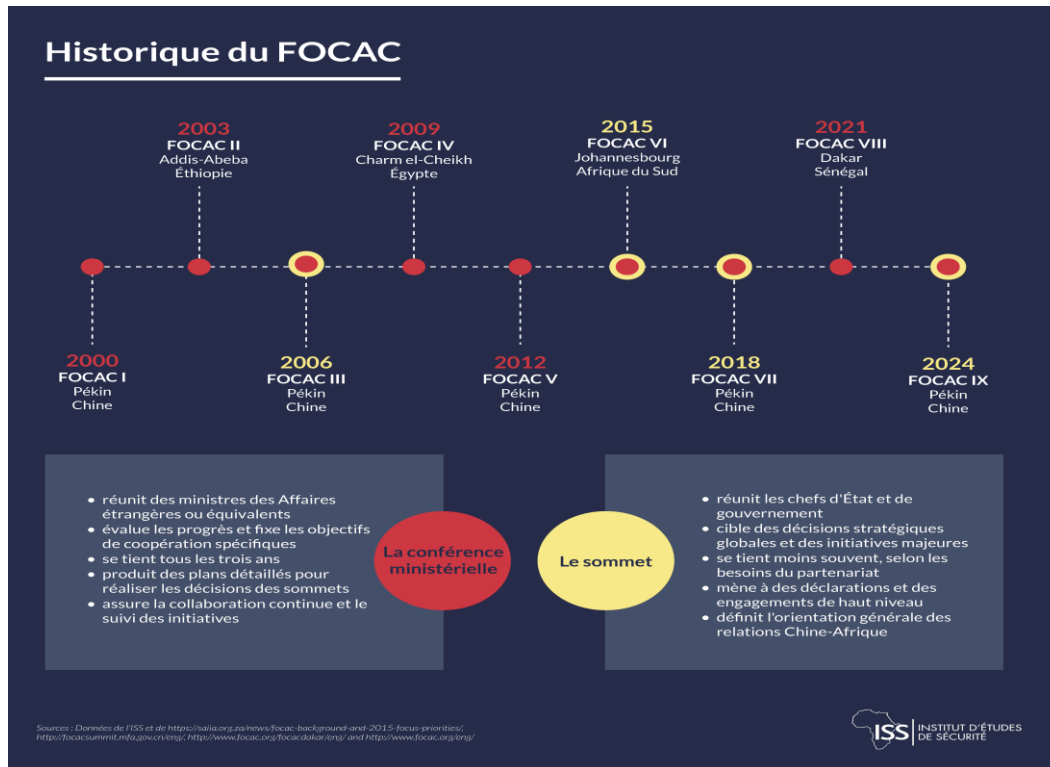 Historique du FOCAC
2003
FOCAC II
Addis-Abeba
Éthiopie
2009
FOCAC IV
Charm el-Cheikh
Égypte
2015
FOCAC VI
Johannesbourg
Afrique du Sud
2021
FOCAC VIII
Dakar
Sénégal
2000
FOCAC I
Pékin
Chine
2006
FOCAC III
Pékin
Chine
2012
FOCAC V
Pékin
Chine
2018
FOCAC VII
Pékin
Chine
2024
FOCAC IX
Pékin
Chine
• réunit des ministres des Affaires
étrangères ou équivalents
• évalue les progrès et fixe les objectifs
de coopération spécifiques
• se tient tous les trois ans
• produit des plans détaillés pour
réaliser les décisions des sommets
• assure la collaboration continue et le
suivi des initiatives
La conférence
ministérielle
Le sommet
• réunit les chefs d'État et de
gouvernement
• cible des décisions stratégiques
globales et des initiatives majeures
• se tient moins souvent, selon les
besoins du partenariat
• mène à des déclarations et des
engagements de haut niveau
• définit l'orientation générale des
relations Chine-Afrique
Sources : Données de l'ISS et de https://saiia.org.za/news/focac-background-and-2015-focus-priorities/,
http://focacsummit.mfa.gov.cn/eng/, http://www.focac.org/focacdakar/eng/ and http://www.focac.org/eng/
ISS
INSTITUT D'ÉTUDES
DE SÉCURITÉ